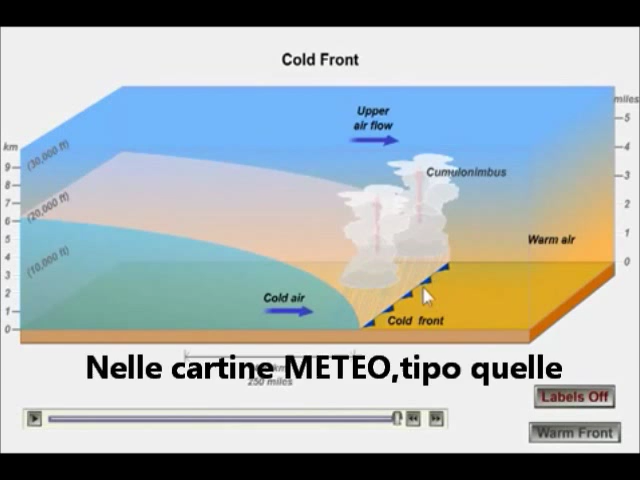 Cold Front
miles
Upper
air flow
km
(30,000 ft)
9
8
7
6
5
4
3
2
1
0
(20,000 ft)
(10,000 ft)
5
4
3
2
1
0
Cumulonimbus
Warm air
Cold air
Cold front
Nelle cartine METEO,tipo quelle
250 miles
Labels Off
Warm Front